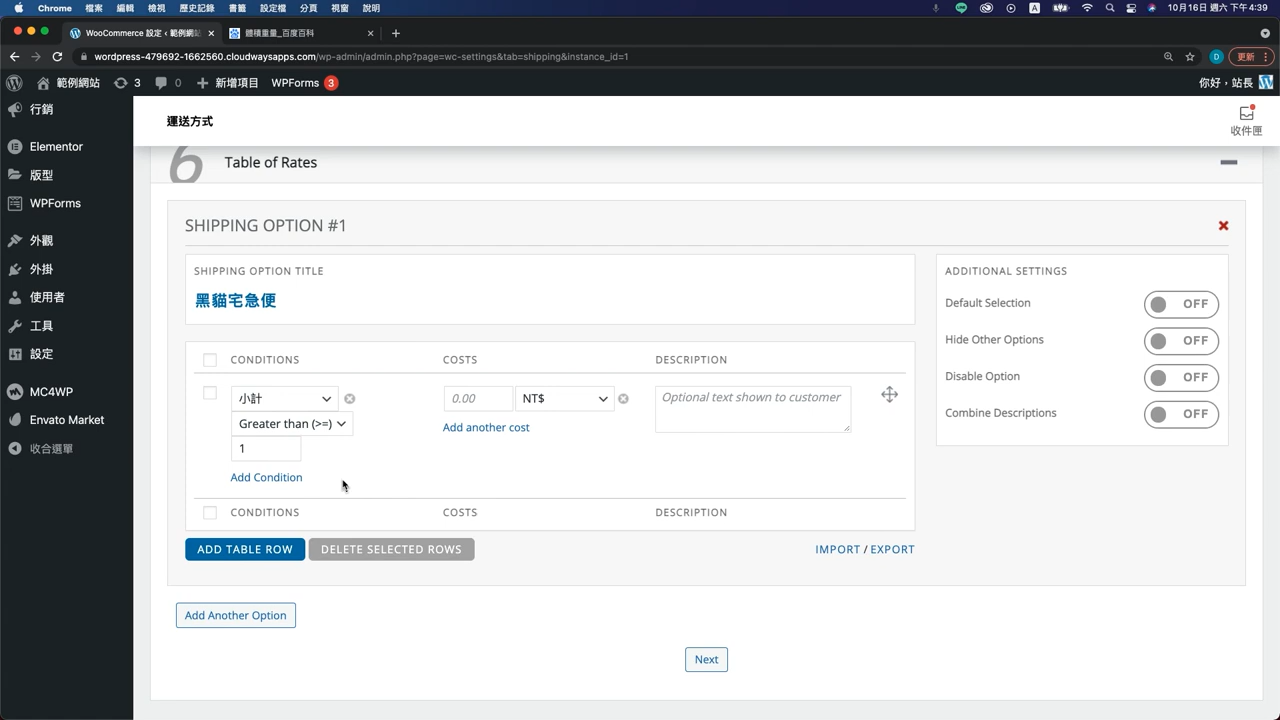 Chrome 檔案 編輯 檢視 歷史記錄 書籤 設定檔 分頁 視窗 說明 10月16日 週六 下午4:39
WooCommerce 設定 ‹ 範例網站 體積重量_百度百科
wordpress-479692-1662560.cloudwaysapps.com/wp-admin/admin.php?page=wc-settings&tab=shipping&instance_id=1 D 更新
範例網站 3 0 新增項目 WPForms 3 你好，站長
行銷
Elementor
版型
WPForms
外觀
外掛
使用者
工具
設定
MC4WP
Envato Market
收合選單
運送方式
收件匣
6 Table of Rates
SHIPPING OPTION #1
SHIPPING OPTION TITLE
黑貓宅急便
CONDITIONS COSTS DESCRIPTION
小計 0.00 NT$ Optional text shown to customer
Greater than (>=) Add another cost
1
Add Condition
CONDITIONS COSTS DESCRIPTION
ADD TABLE ROW DELETE SELECTED ROWS IMPORT / EXPORT
ADDITIONAL SETTINGS
Default Selection OFF
Hide Other Options OFF
Disable Option OFF
Combine Descriptions OFF
Add Another Option
Next